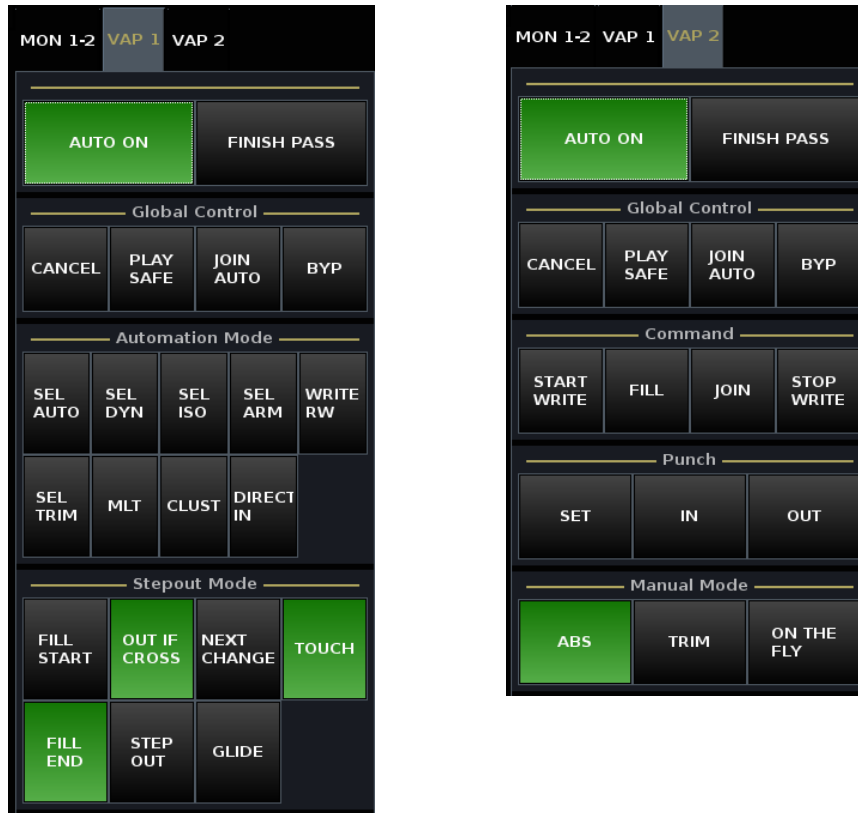 MON 1-2 VAP 1 VAP 2
AUTO ON FINISH PASS
Global Control
CANCEL PLAY SAFE JOIN AUTO BYP
Automation Mode
SEL AUTO SEL DYN SEL ISO SEL ARM WRITE RW
SEL TRIM MLT CLUST DIRECT IN
Stepout Mode
FILL START OUT IF CROSS NEXT CHANGE TOUCH
FILL END STEP OUT GLIDE
MON 1-2 VAP 1 VAP 2
AUTO ON FINISH PASS
Global Control
CANCEL PLAY SAFE JOIN AUTO BYP
Command
START WRITE FILL JOIN STOP WRITE
Punch
SET IN OUT
Manual Mode
ABS TRIM ON THE FLY